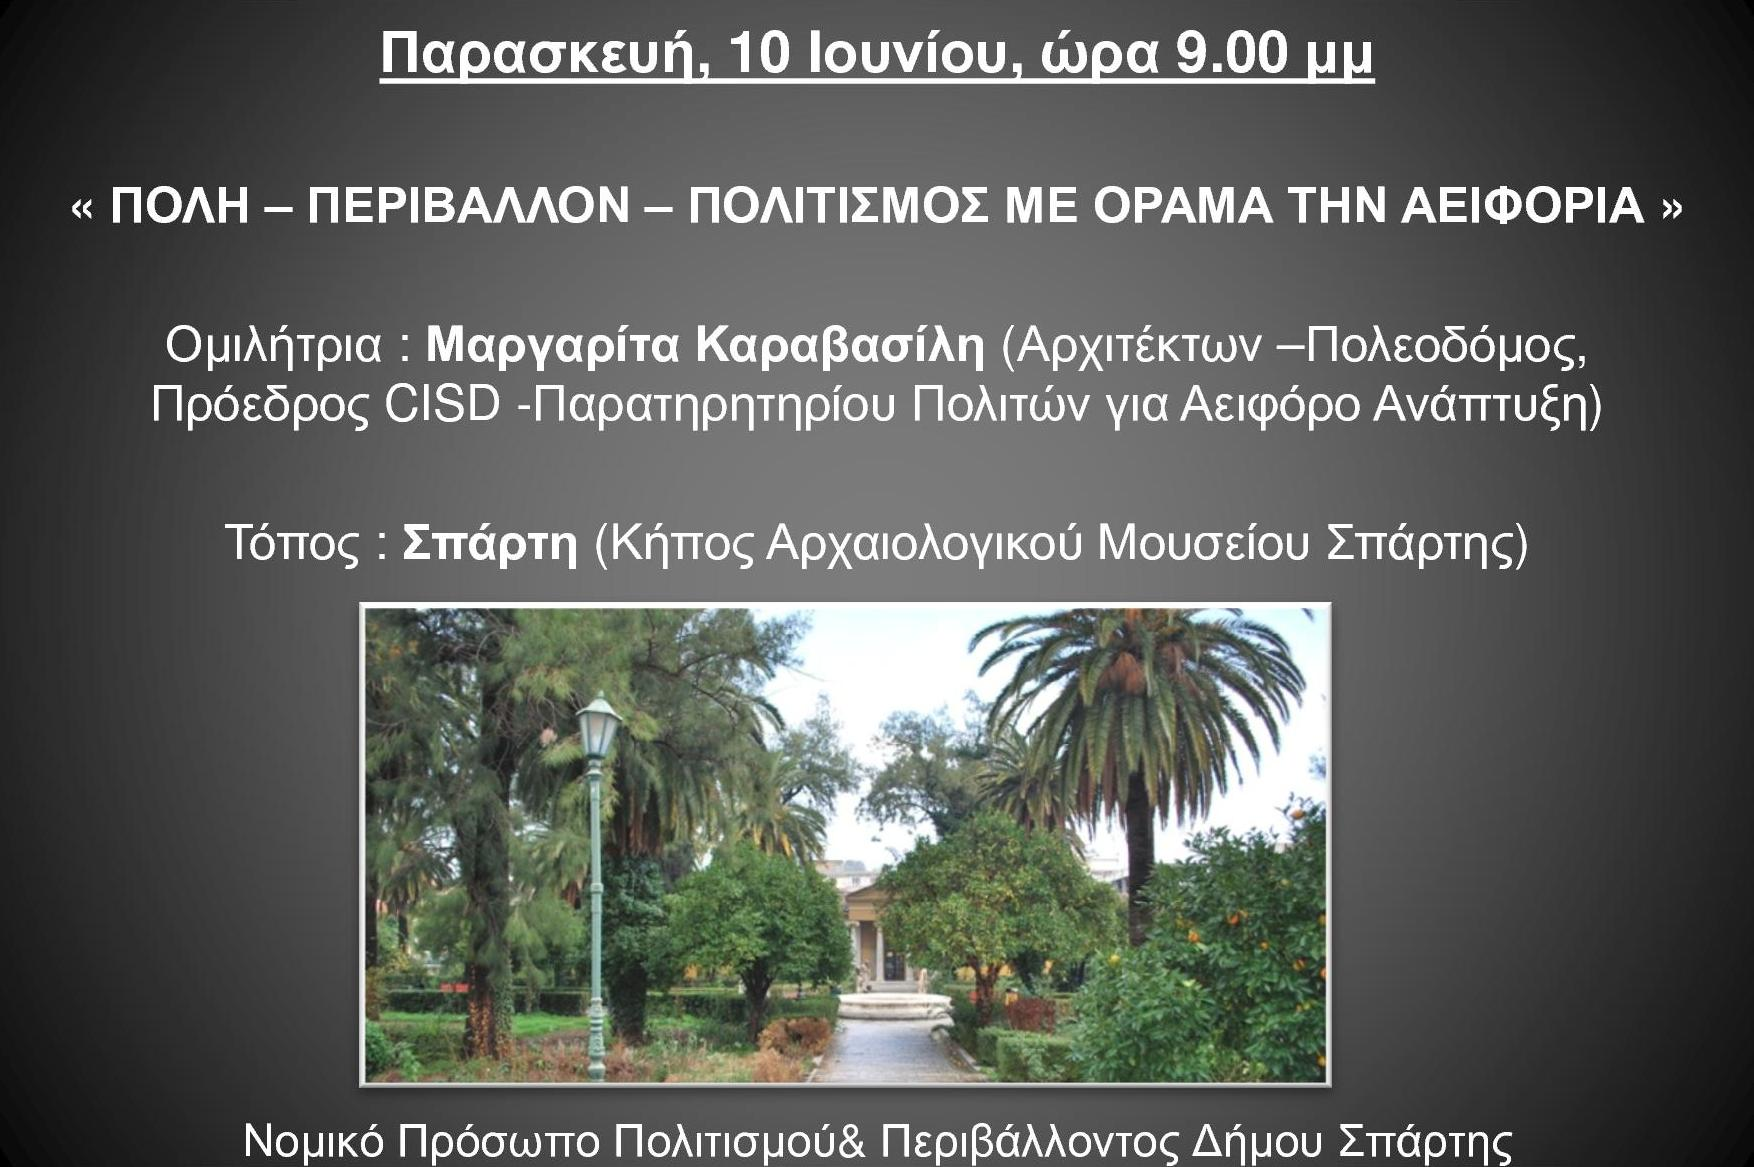 Παρασκευή, 10 Ιουνίου, ώρα 9.00 μμ
« ΠΟΛΗ – ΠΕΡΙΒΑΛΛΟΝ – ΠΟΛΙΤΙΣΜΟΣ ΜΕ ΟΡΑΜΑ ΤΗΝ ΑΕΙΦΟΡΙΑ »
Ομιλήτρια : Μαργαρίτα Καραβασίλη (Αρχιτέκτων –Πολεοδόμος,
Πρόεδρος CISD -Παρατηρητηρίου Πολιτών για Αειφόρο Ανάπτυξη)
Τόπος : Σπάρτη (Κήπος Αρχαιολογικού Μουσείου Σπάρτης)
Νομικό Πρόσωπο Πολιτισμού& Περιβάλλοντος Δήμου Σπάρτης